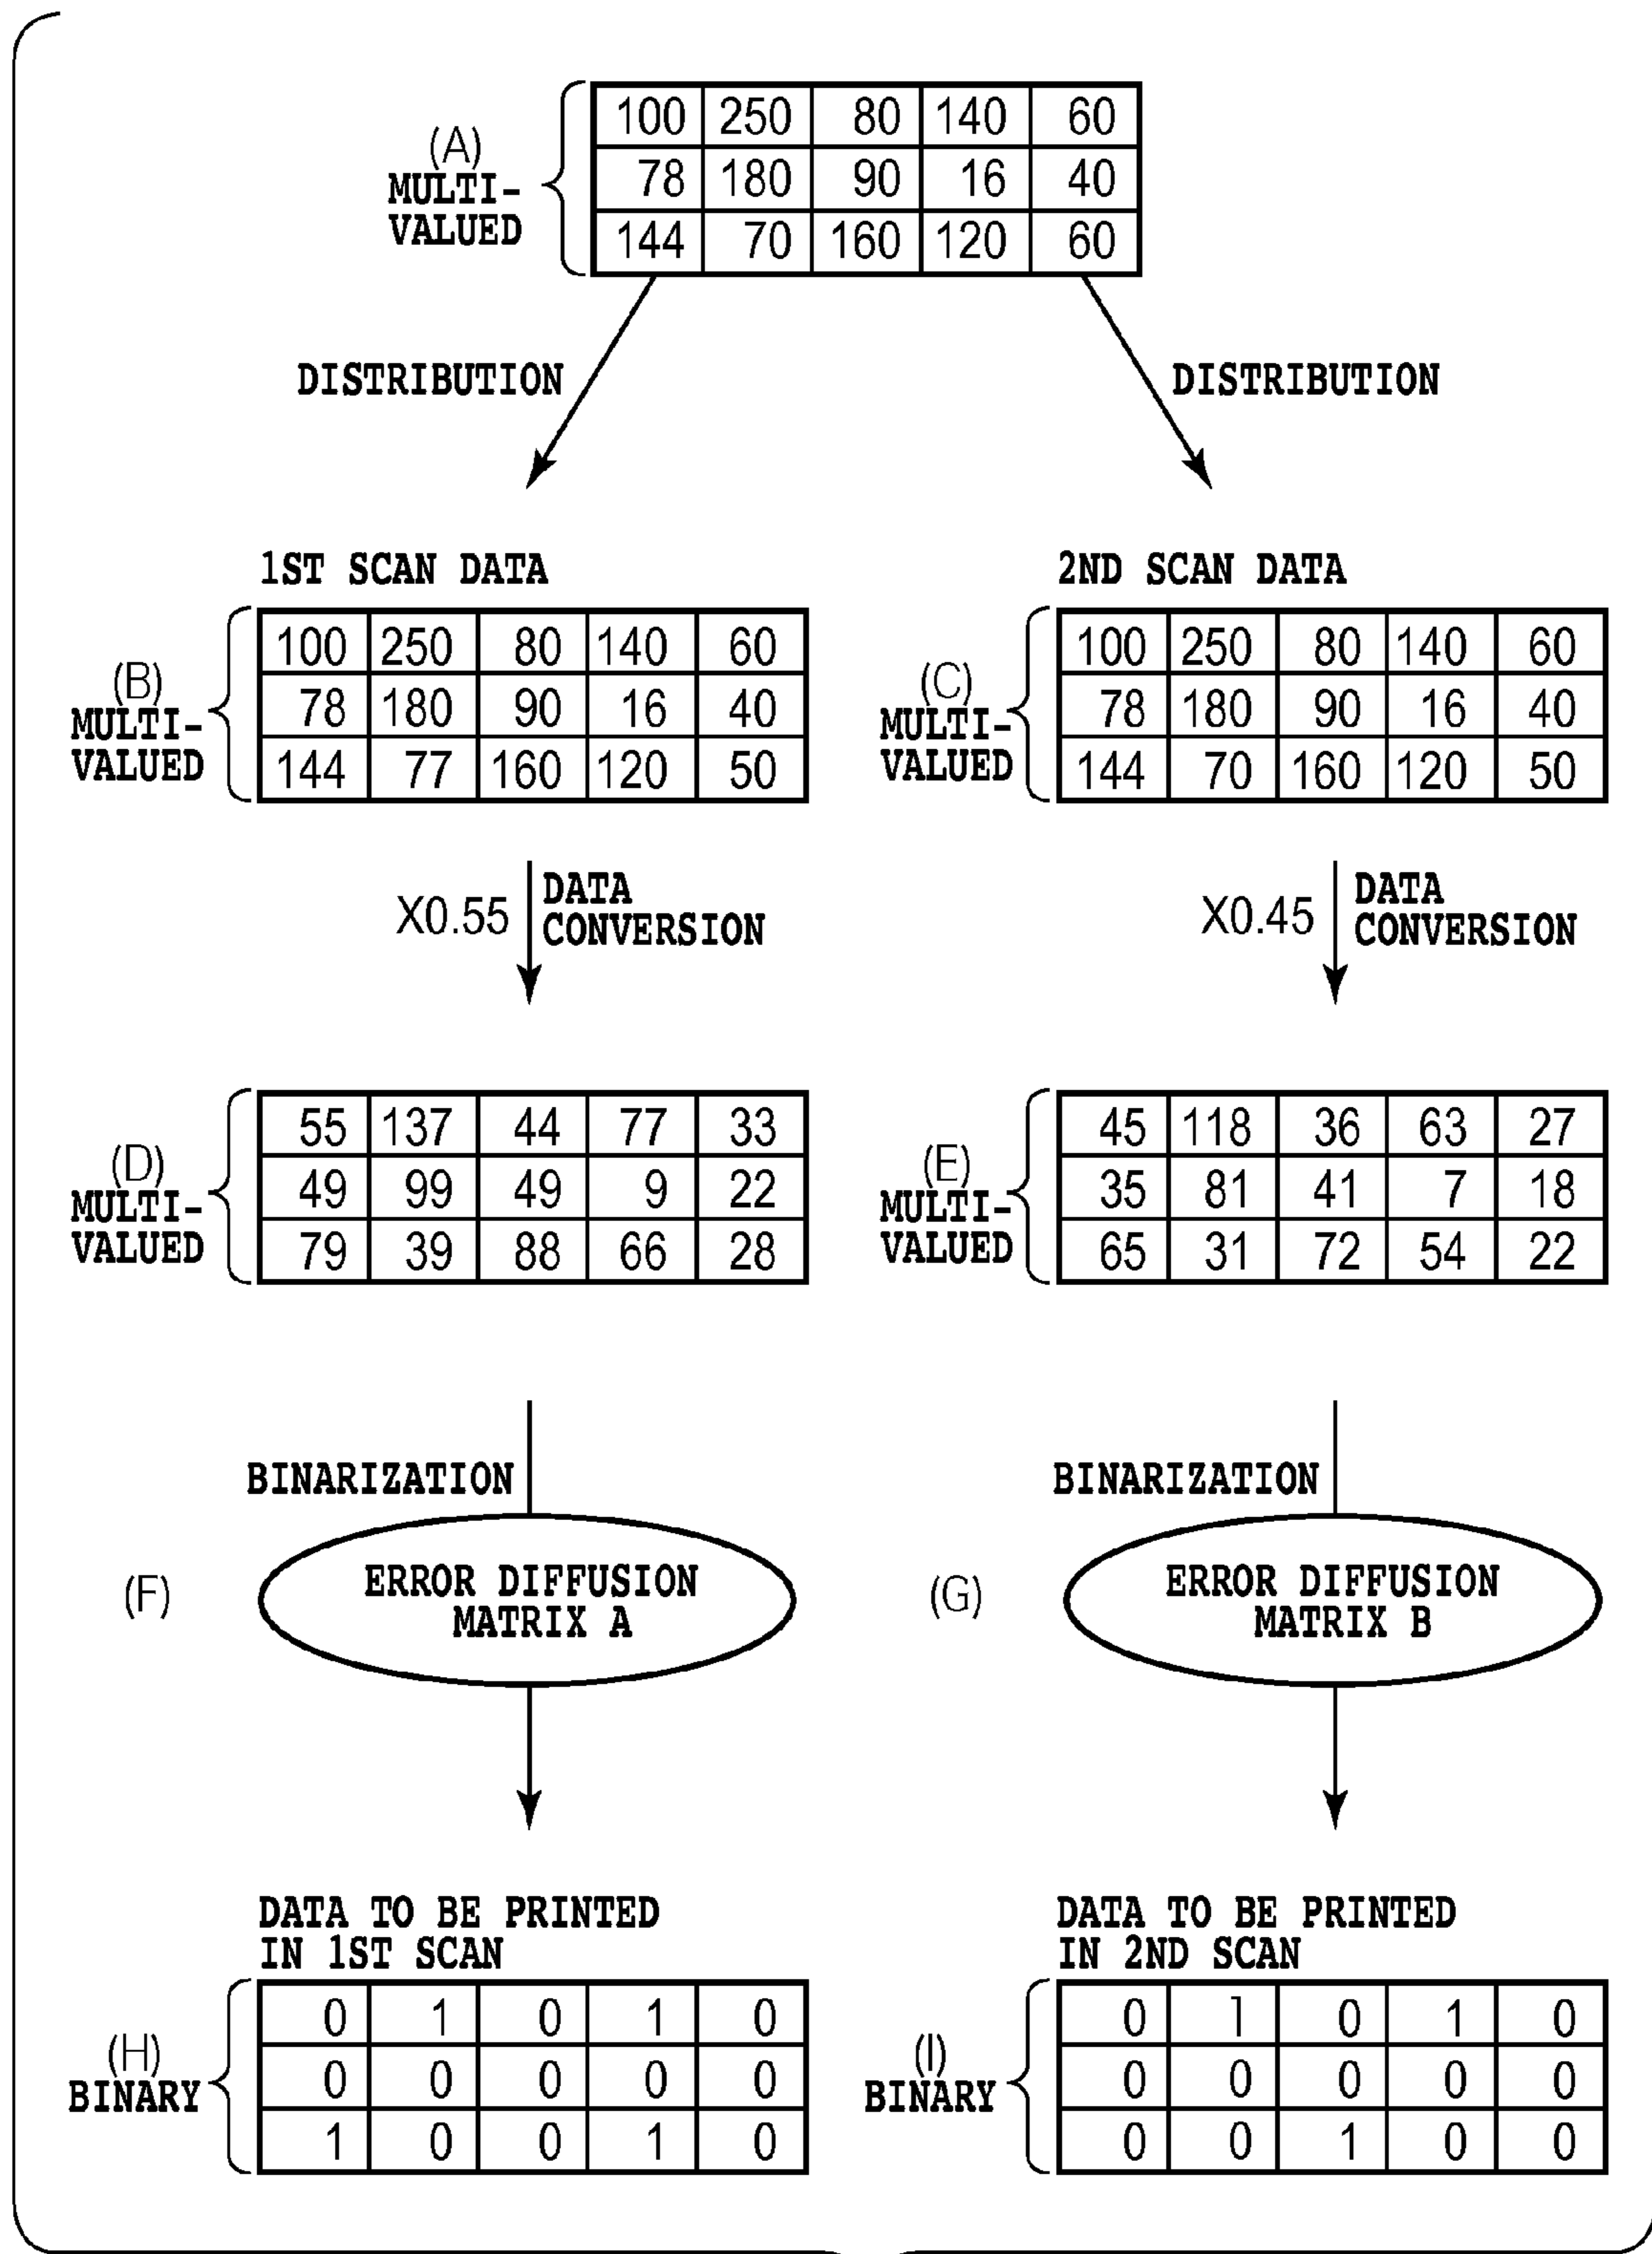 (A)
MULTI-
VALUED
100 250 80 140 60
78 180 90 16 40
144 70 160 120 60
DISTRIBUTION
DISTRIBUTION
1ST SCAN DATA
(B)
MULTI-
VALUED
100 250 80 140 60
78 180 90 16 40
144 77 160 120 50
2ND SCAN DATA
(C)
MULTI-
VALUED
100 250 80 140 60
78 180 90 16 40
144 70 160 120 50
X0.55
DATA
CONVERSION
X0.45
DATA
CONVERSION
(D)
MULTI-
VALUED
55 137 44 77 33
49 99 49 9 22
79 39 88 66 28
(E)
MULTI-
VALUED
45 118 36 63 27
35 81 41 7 18
65 31 72 54 22
BINARIZATION
(F)
ERROR DIFFUSION
MATRIX A
BINARIZATION
(G)
ERROR DIFFUSION
MATRIX B
DATA TO BE PRINTED
IN 1ST SCAN
(H)
BINARY
0 1 0 1 0
0 0 0 0 0
1 0 0 1 0
DATA TO BE PRINTED
IN 2ND SCAN
(I)
BINARY
0 1 0 1 0
0 0 0 0 0
0 0 1 0 0